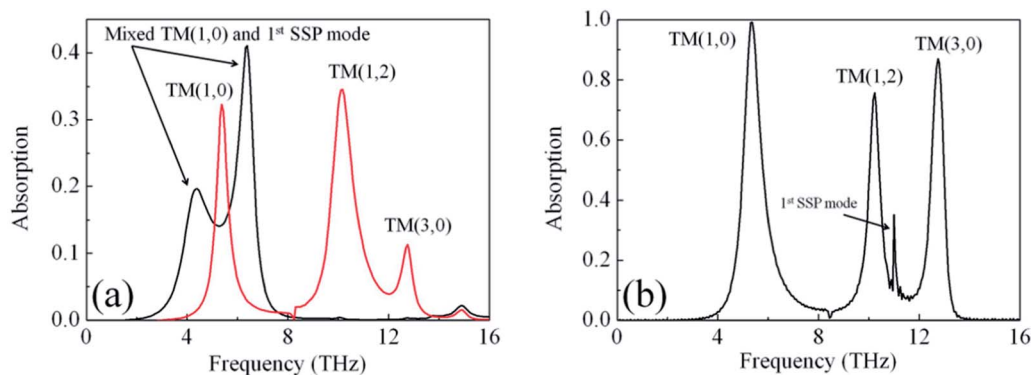 Mixed TM(1,0) and 1st SSP mode
TM(1,0)
TM(1,2)
TM(3,0)
0.4
0.3
0.2
0.1
0.0
Absorption
(a)
0 4 8 12 16
Frequency (THz)
TM(1,0)
TM(1,2)
TM(3,0)
1st SSP mode
1.0
0.8
0.6
0.4
0.2
0.0
Absorption
(b)
0 4 8 12 16
Frequency (THz)